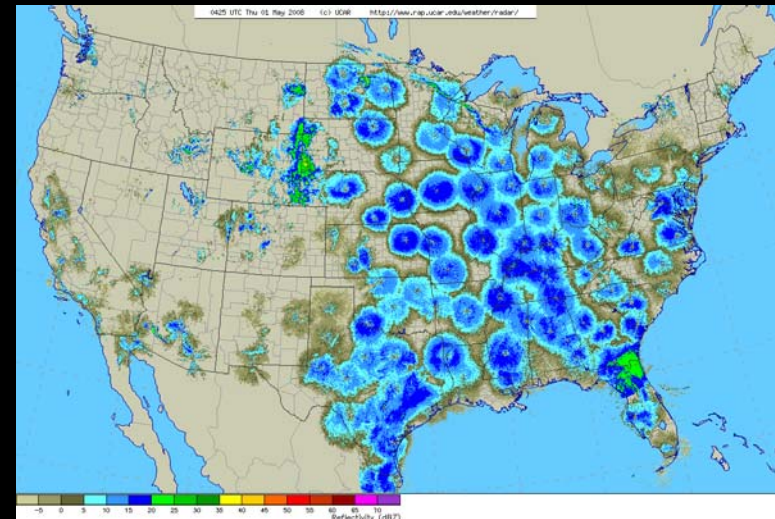 0425 UTC Thu 01 May 2008 (c) UCAR http://www.rap.ucar.edu/weather/radar/
-5 0 5 10 15 20 25 30 35 40 45 50 55 60 65 70
Reflectivity (dBZ)